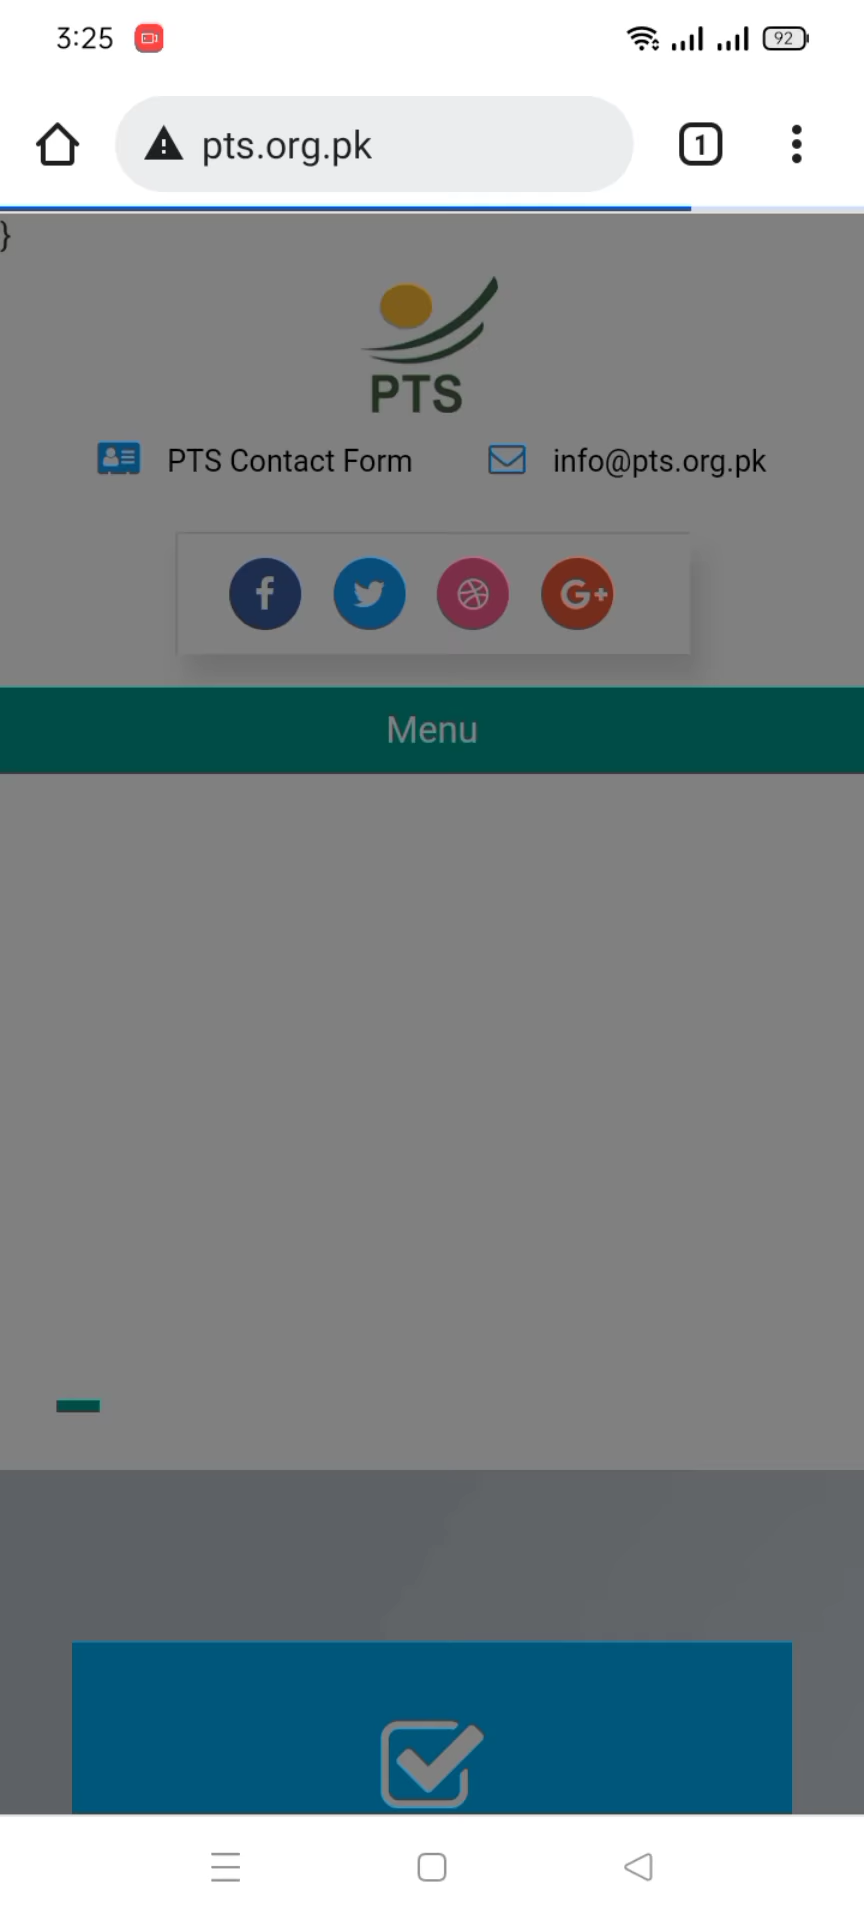 3:25
92
pts.org.pk
1
}
PTS
PTS Contact Form
info@pts.org.pk
f
G+
Menu